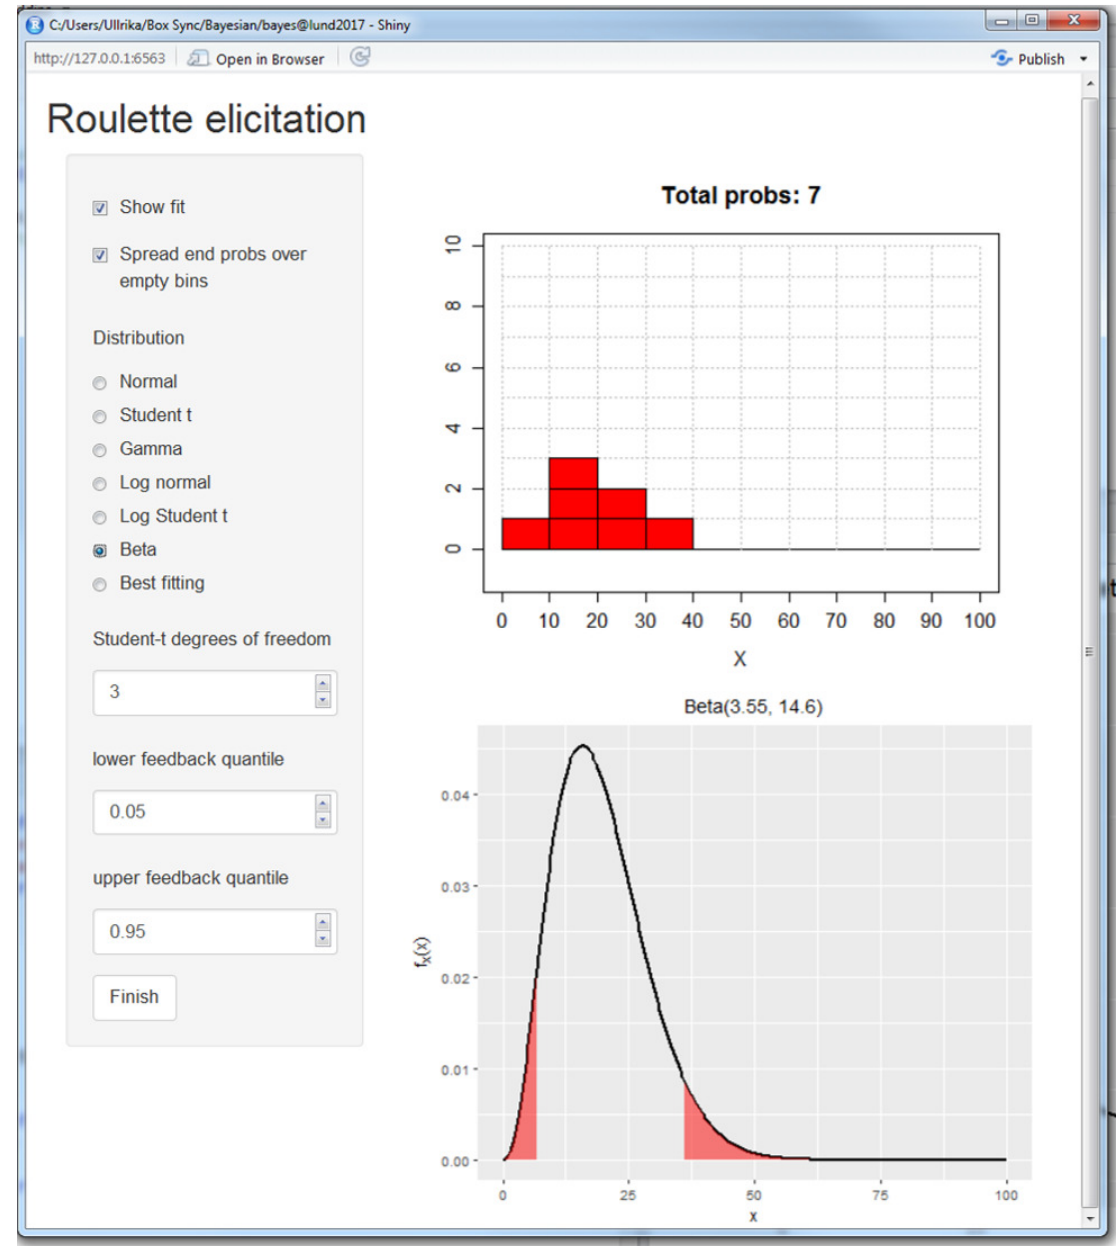 C:/Users/Ullrika/Box Sync/Bayesian/bayes@lund2017 - Shiny
http://127.0.0.1:6563 Open in Browser Publish
Roulette elicitation
Show fit
Spread end probs over
empty bins
Distribution
Normal
Student t
Gamma
Log normal
Log Student t
Beta
Best fitting
Student-t degrees of freedom
3
lower feedback quantile
0.05
upper feedback quantile
0.95
Finish
Total probs: 7
10
8
6
4
2
0
0 10 20 30 40 50 60 70 80 90 100
X
Beta(3.55, 14.6)
0.04
0.03
0.02
0.01
0.00
fx(x)
0 25 50 75 100
x